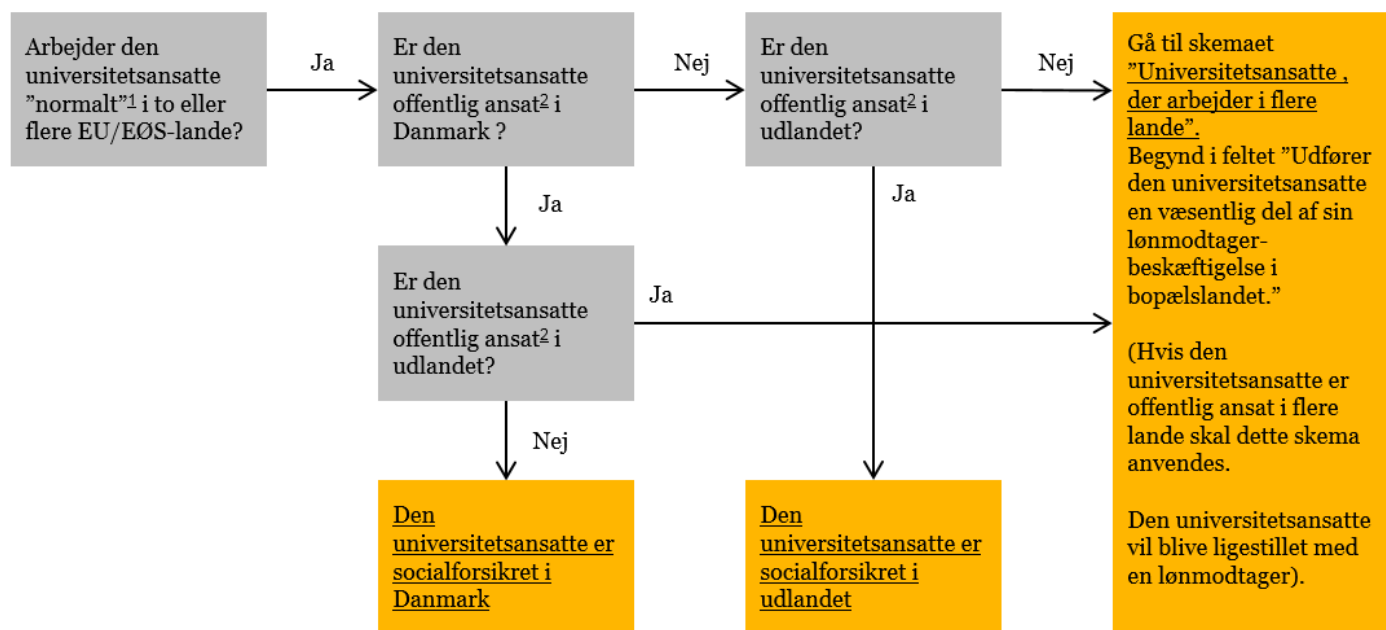 Arbejder den
universitetsansatte
”normalt”1 i to eller
flere EU/EØS-lande?
Ja
Er den
universitetsansatte
offentlig ansat2 i
Danmark ?
Nej
Er den
universitetsansatte
offentlig ansat2 i
udlandet?
Nej
Gå til skemaet
”Universitetsansatte ,
der arbejder i flere
lande”.
Begynd i feltet ”Udfører
den universitetsansatte
en væsentlig del af sin
lønmodtager-
beskæftigelse i
bopælslandet.”
(Hvis den
universitetsansatte er
offentlig ansat i flere
lande skal dette skema
anvendes.
Den universitetsansatte
vil blive ligestillet med
en lønmodtager).
Ja
Ja
Er den
universitetsansatte
offentlig ansat2 i
udlandet?
Ja
Nej
Den
universitetsansatte er
socialforsikret i
Danmark
Den
universitetsansatte er
socialforsikret i
udlandet